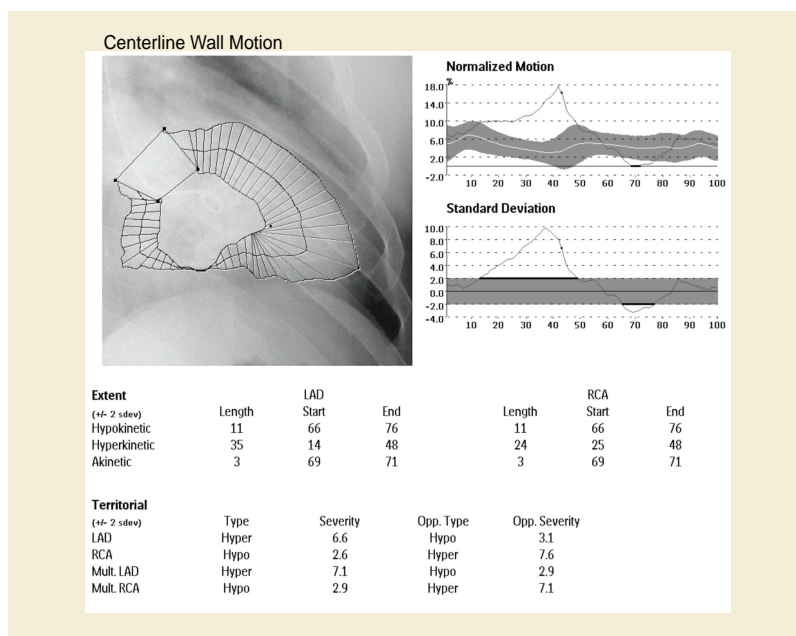 Centerline Wall Motion
Normalized Motion
%
18.0
14.0
10.0
6.0
2.0
-2.0
10 20 30 40 50 60 70 80 90 100
Standard Deviation
10.0
8.0
6.0
4.0
2.0
0.0
-2.0
-4.0
10 20 30 40 50 60 70 80 90 100
Extent LAD RCA
(+/- 2 sdev) Length Start End Length Start End
Hypokinetic 11 66 76 11 66 76
Hyperkinetic 35 14 48 24 25 48
Akinetic 3 69 71 3 69 71
Territorial
(+/- 2 sdev) Type Severity Opp. Type Opp. Severity
LAD Hyper 6.6 Hypo 3.1
RCA Hypo 2.6 Hyper 7.6
Mult. LAD Hyper 7.1 Hypo 2.9
Mult. RCA Hypo 2.9 Hyper 7.1